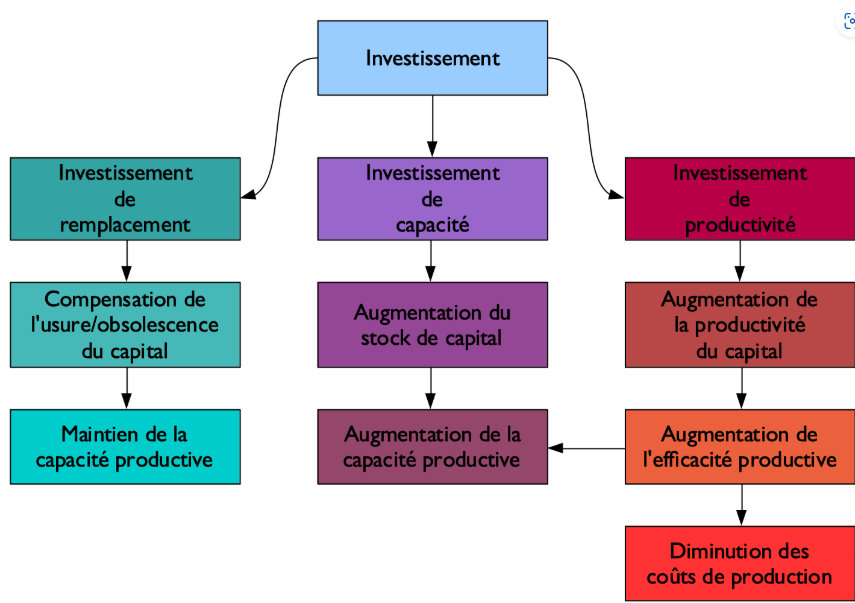 Investissement
Investissement
de
remplacement
Investissement
de
capacité
Investissement
de
productivité
Compensation de
l'usure/obsolescence
du capital
Augmentation du
stock de capital
Augmentation de
la productivité
du capital
Maintien de la
capacité productive
Augmentation de la
capacité productive
Augmentation de
l'efficacité productive
Diminution des
coûts de production